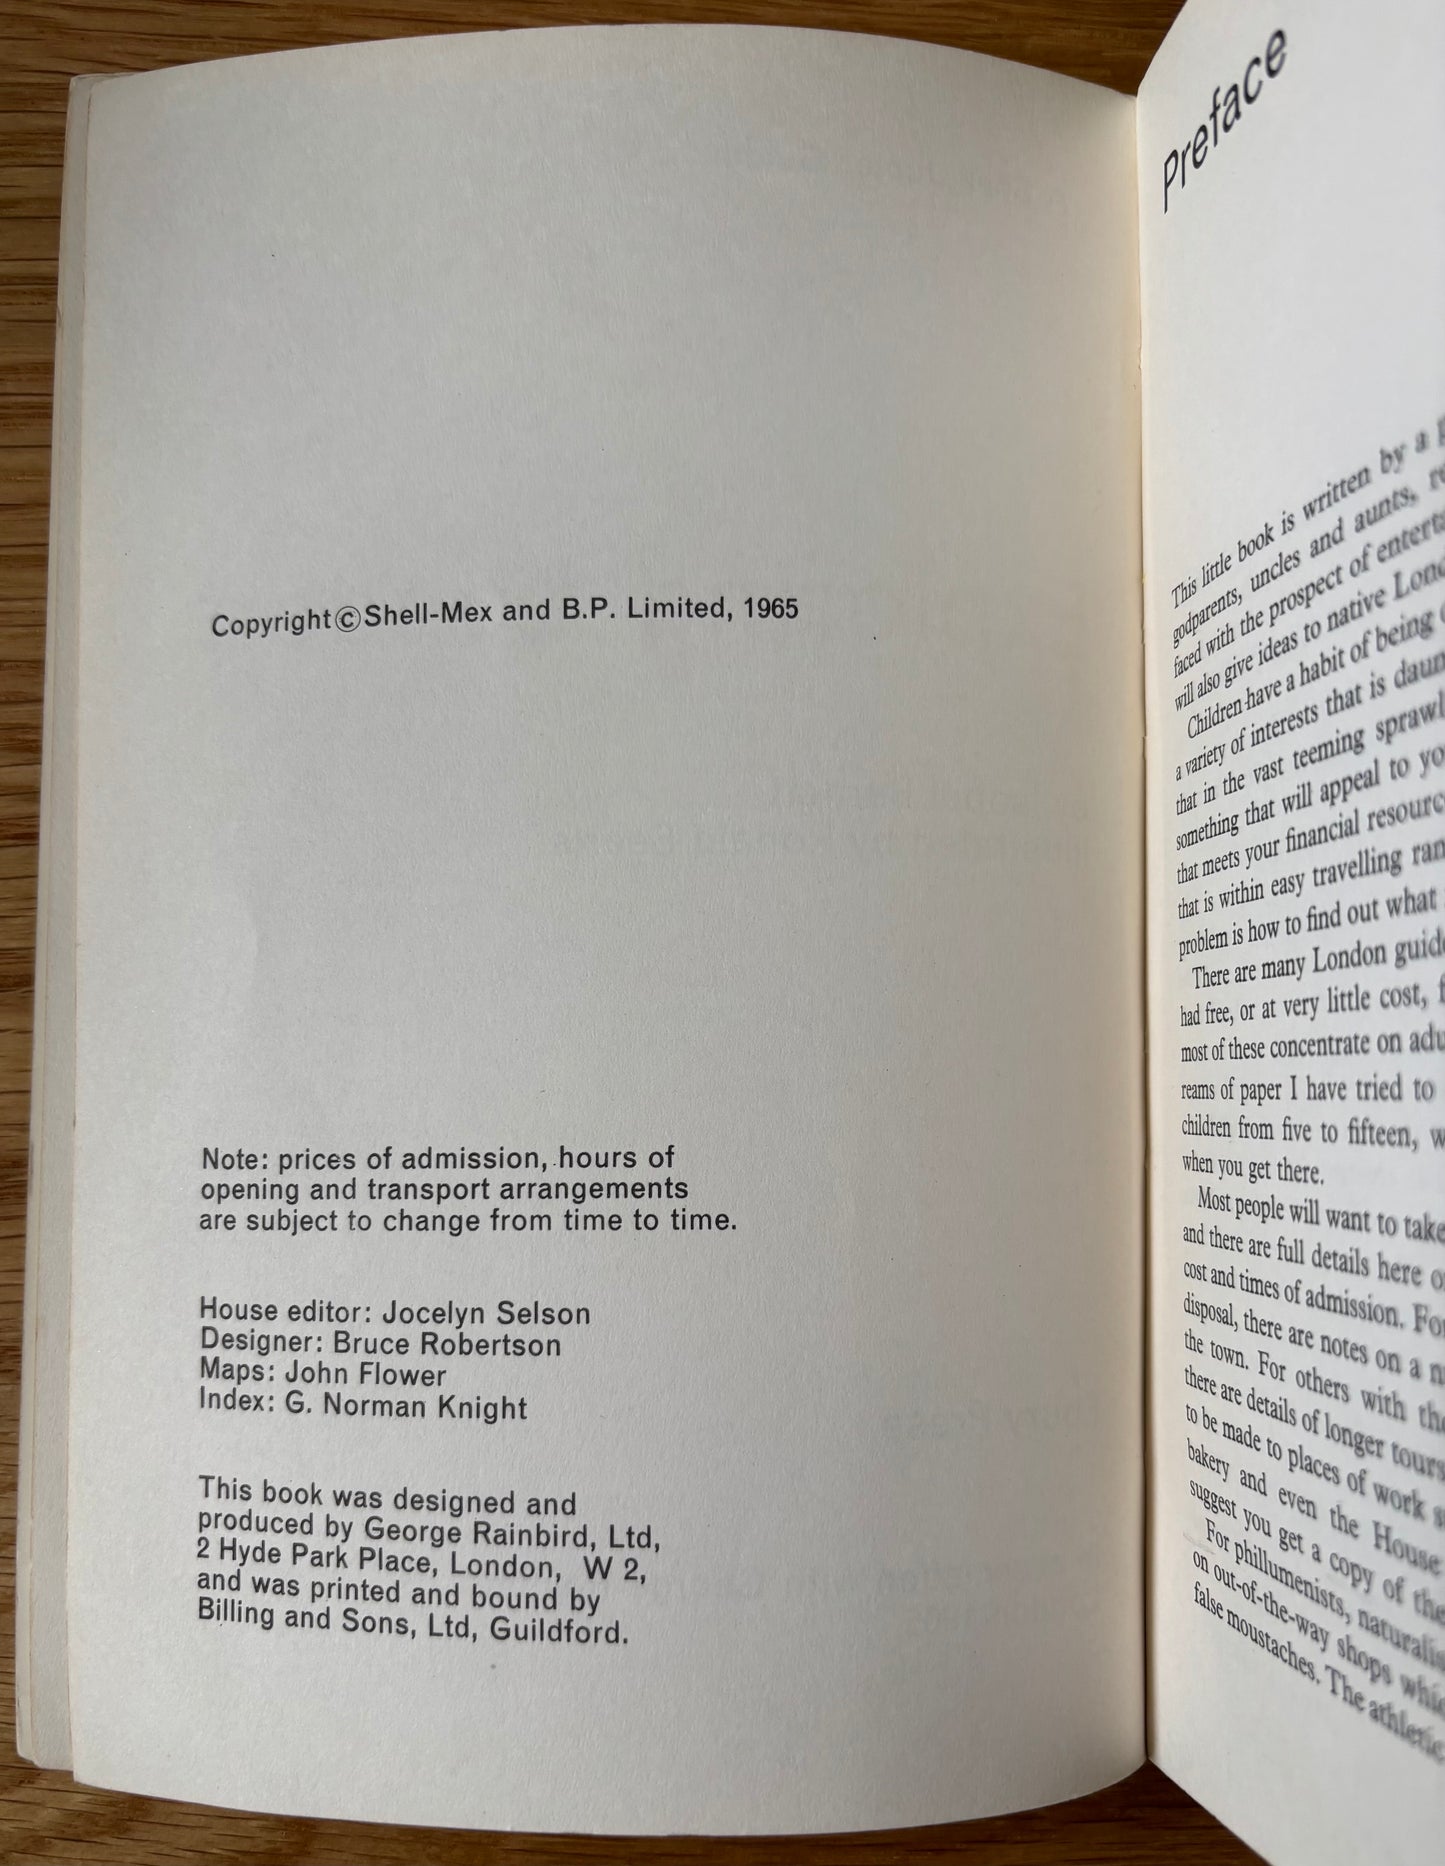 Copyright © Shell-Mex and B.P. Limited, 1965
Note: prices of admission, hours of
opening and transport arrangements
are subject to change from time to time.
House editor: Jocelyn Selson
Designer: Bruce Robertson
Maps: John Flower
Index: G. Norman Knight
This book was designed and
produced by George Rainbird, Ltd,
2 Hyde Park Place, London, W 2,
and was printed and bound by
Billing and Sons, Ltd, Guildford.
Preface
This little book is written by a
godparents, uncles and aunts,
faced with the prospect of
will also give ideas to native
Children have a habit of being
a variety of interests that is
that in the vast teeming
something that will appeal to
that meets your financial
that is within easy travelling
problem is how to find out what
There are many London
had free, or at very little cost,
most of these concentrate on
reams of paper I have tried to
children from five to fifteen,
when you get there.
Most people will want to take
and there are full details here
cost and times of admission.
disposal, there are notes on a
the town. For others with
there are details of longer tours
to be made to places of work
bakery and even the House
suggest you get a copy of the
For phillumenists,
on out-of-the-way shops
false moustaches. The